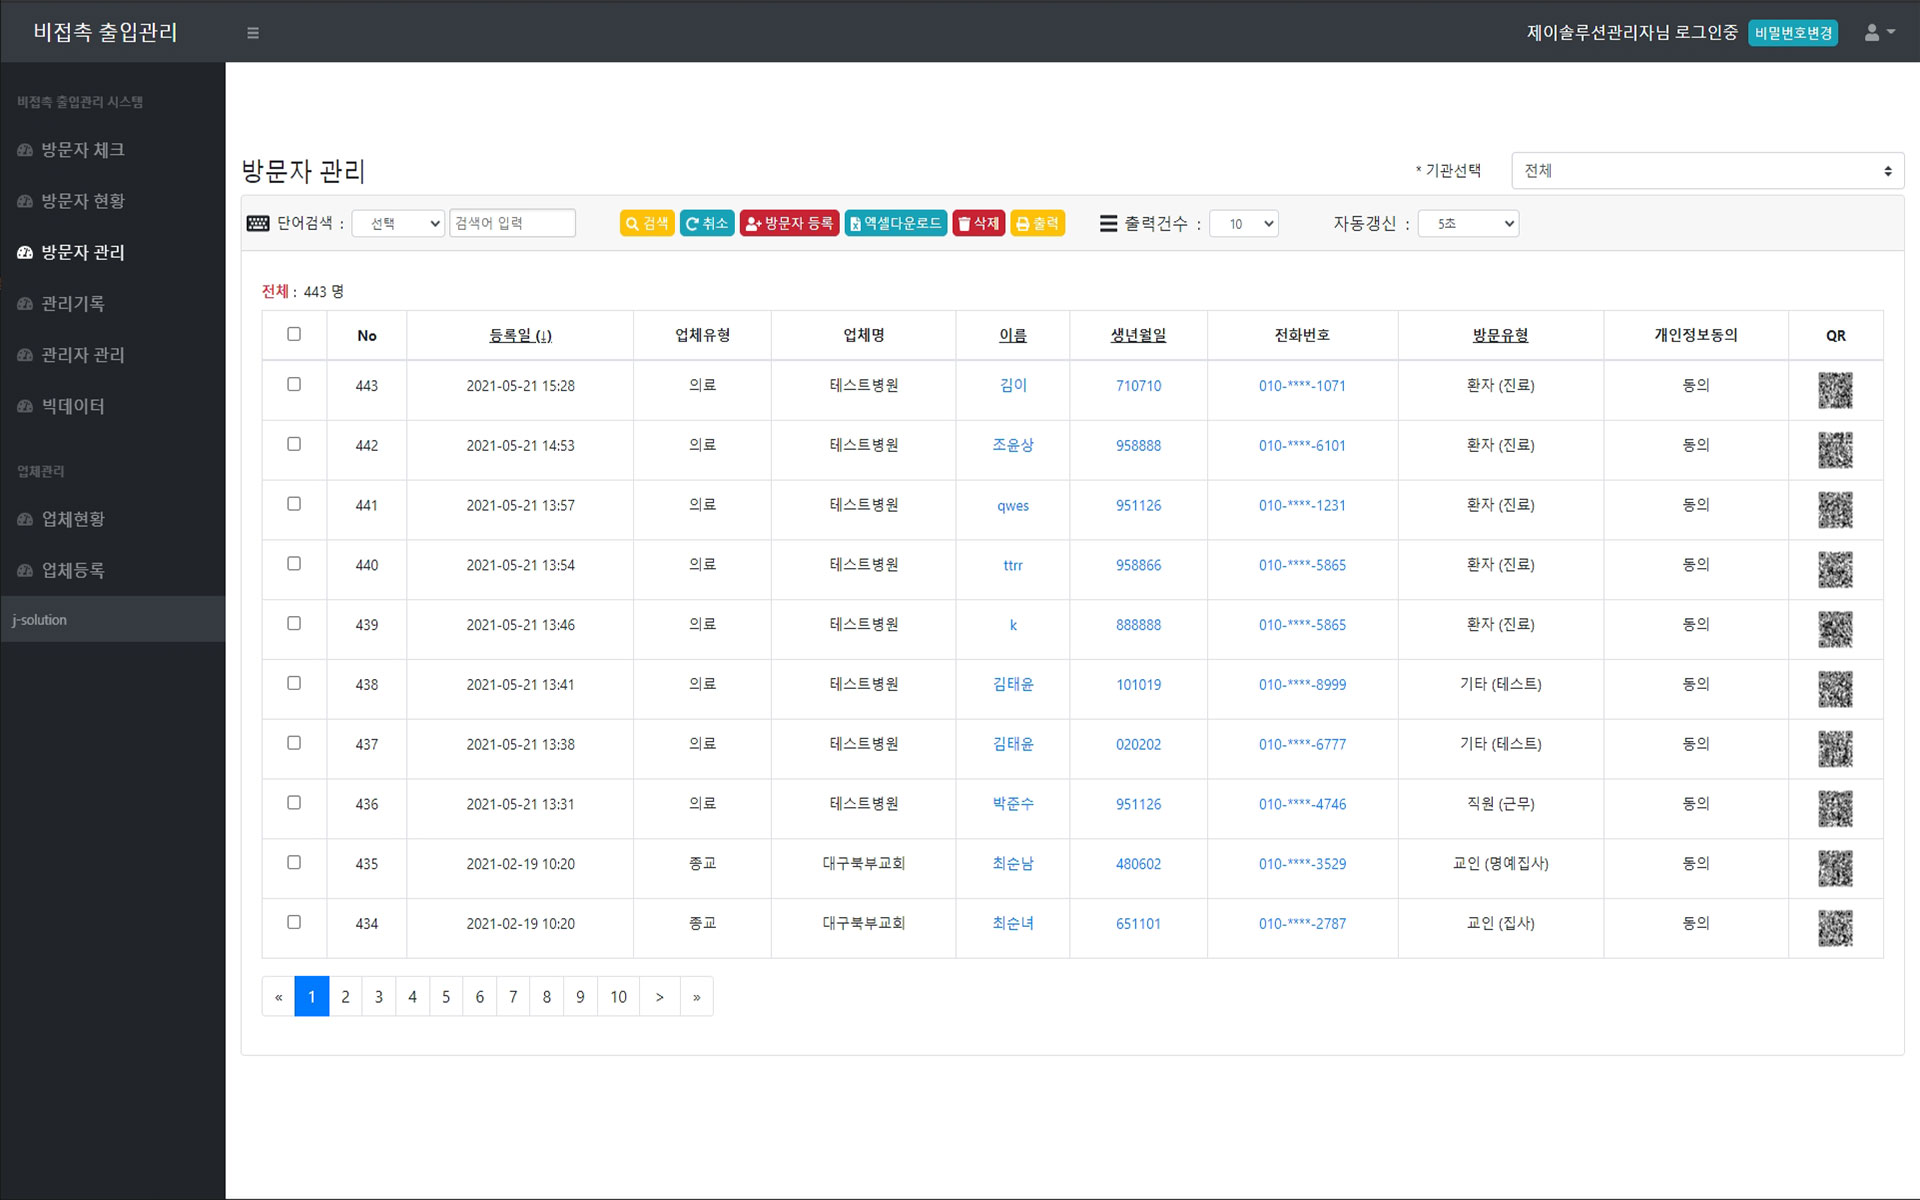 비접촉 출입관리
제이솔루션관리자님 로그인중 비밀번호변경
비접촉 출입관리 시스템
방문자 체크
방문자 현황
방문자 관리
관리기록
관리자 관리
빅데이터
업체관리
업체현황
업체등록
j-solution
방문자 관리
* 기관선택 전체
단어검색 : 선택 검색어 입력 검색 취소 방문자 등록 엑셀다운로드 삭제 출력 출력건수 : 10 자동갱신 : 5초
전체 : 443 명
No 등록일 (↓) 업체유형 업체명 이름 생년월일 전화번호 방문유형 개인정보동의 QR
443 2021-05-21 15:28 의료 테스트병원 김이 710710 010-****-1071 환자 (진료) 동의
442 2021-05-21 14:53 의료 테스트병원 조윤상 958888 010-****-6101 환자 (진료) 동의
441 2021-05-21 13:57 의료 테스트병원 qwes 951126 010-****-1231 환자 (진료) 동의
440 2021-05-21 13:54 의료 테스트병원 ttrr 958866 010-****-5865 환자 (진료) 동의
439 2021-05-21 13:46 의료 테스트병원 k 888888 010-****-5865 환자 (진료) 동의
438 2021-05-21 13:41 의료 테스트병원 김태윤 101019 010-****-8999 기타 (테스트) 동의
437 2021-05-21 13:38 의료 테스트병원 김태윤 020202 010-****-6777 기타 (테스트) 동의
436 2021-05-21 13:31 의료 테스트병원 박준수 951126 010-****-4746 직원 (근무) 동의
435 2021-02-19 10:20 종교 대구북부교회 최순남 480602 010-****-3529 교인 (명예집사) 동의
434 2021-02-19 10:20 종교 대구북부교회 최순녀 651101 010-****-2787 교인 (집사) 동의
« 1 2 3 4 5 6 7 8 9 10 > »